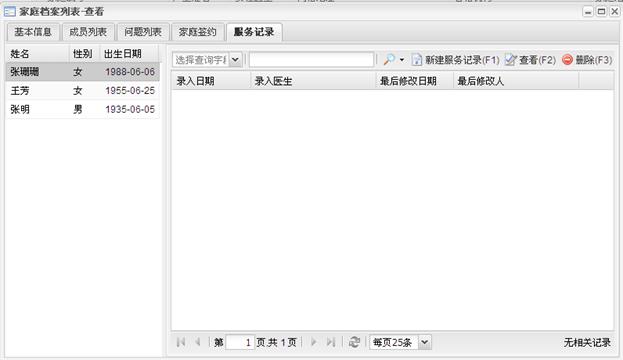 家庭档案列表-查看
基本信息 成员列表 问题列表 家庭签约 服务记录
姓名 性别 出生日期
张珊珊 女 1988-06-06
王芳 女 1955-06-25
张明 男 1935-06-05
选择查询字 新建服务记录(F1) 查看(F2) 删除(F3)
录入日期 录入医生 最后修改日期 最后修改人
第 1 页,共 1 页 每页25条 无相关记录